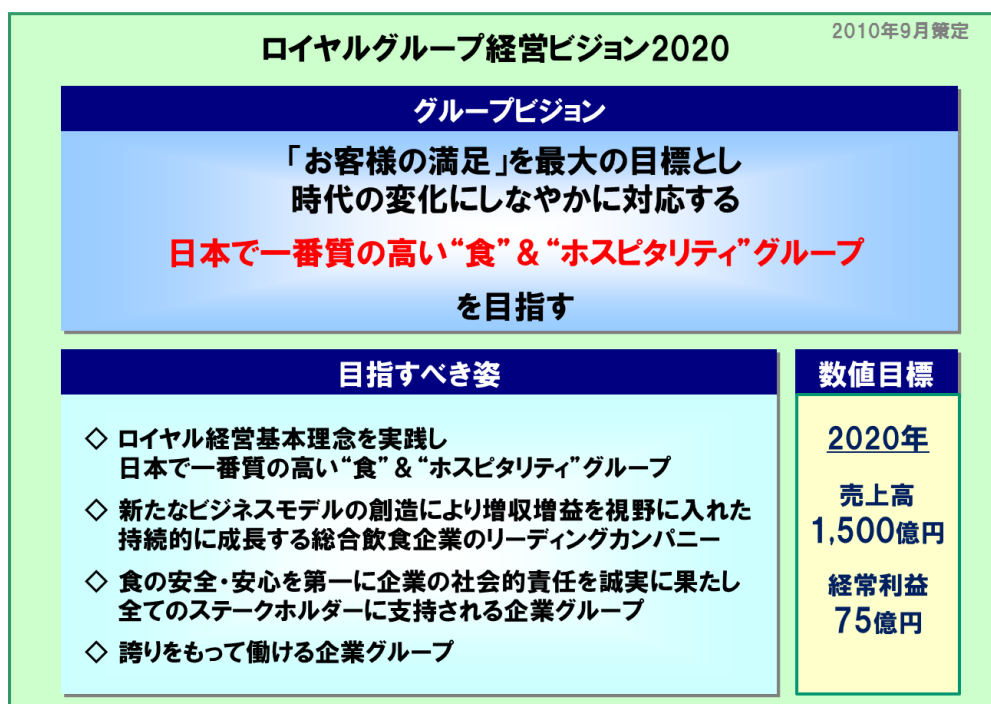 2010年9月策定
ロイヤルグループ経営ビジョン2020
グループビジョン
「お客様の満足」を最大の目標とし
時代の変化にしなやかに対応する
日本で一番質の高い“食”＆“ホスピタリティ”グループ
を目指す
目指すべき姿
◇ ロイヤル経営基本理念を実践し
日本で一番質の高い“食”＆“ホスピタリティ”グループ
◇ 新たなビジネスモデルの創造により増収増益を視野に入れた
持続的に成長する総合飲食企業のリーディングカンパニー
◇ 食の安全・安心を第一に企業の社会的責任を誠実に果たし
全てのステークホルダーに支持される企業グループ
◇ 誇りをもって働ける企業グループ
数値目標
2020年
売上高
1,500億円
経常利益
75億円